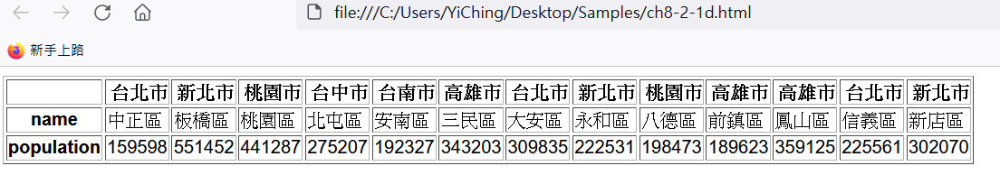 file:///C:/Users/YiChing/Desktop/Samples/ch8-2-1d.html
新手上路
台北市 新北市 桃園市 台中市 台南市 高雄市 台北市 新北市 桃園市 高雄市 高雄市 台北市 新北市
name 中正區 板橋區 桃園區 北屯區 安南區 三民區 大安區 永和區 八德區 前鎮區 鳳山區 信義區 新店區
population 159598 551452 441287 275207 192327 343203 309835 222531 198473 189623 359125 225561 302070